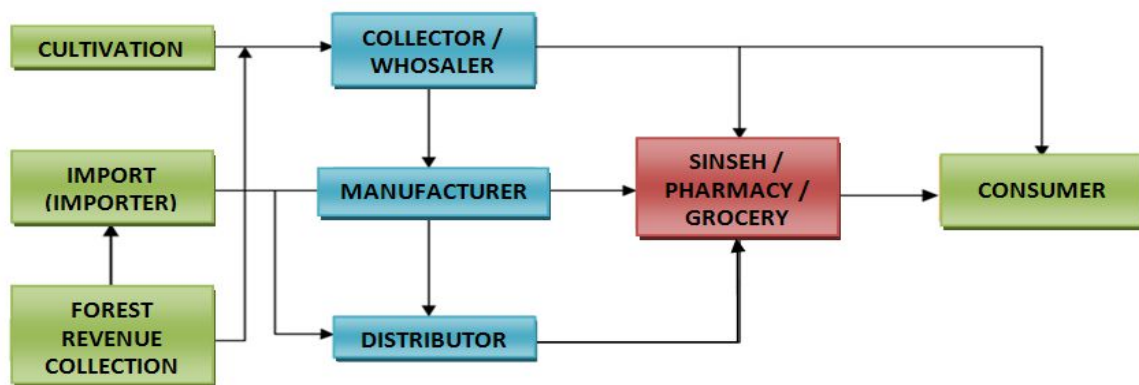 CULTIVATION
COLLECTOR /
WHOSALER
IMPORT
(IMPORTER)
MANUFACTURER
SINSEH /
PHARMACY /
GROCERY
CONSUMER
FOREST
REVENUE
COLLECTION
DISTRIBUTOR